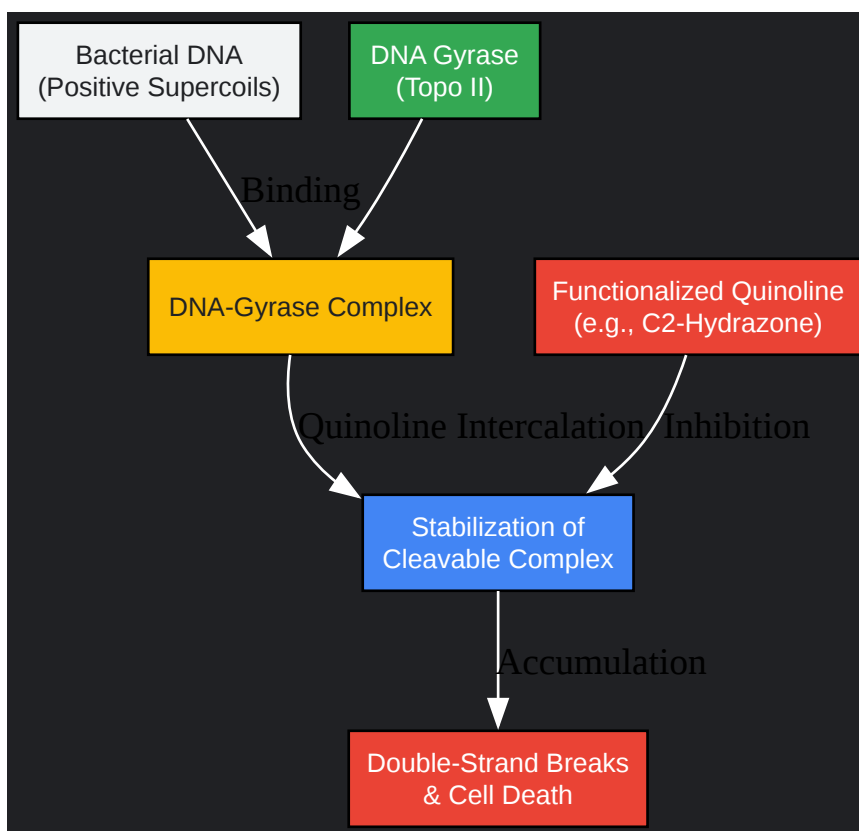 Bacterial DNA
(Positive Supercoils)
DNA Gyrase
(Topo II)
Binding
DNA-Gyrase Complex
Functionalized Quinoline
(e.g., C2-Hydrazone)
Quinoline Intercalation
Inhibition
Stabilization of
Cleavable Complex
Accumulation
Double-Strand Breaks
& Cell Death